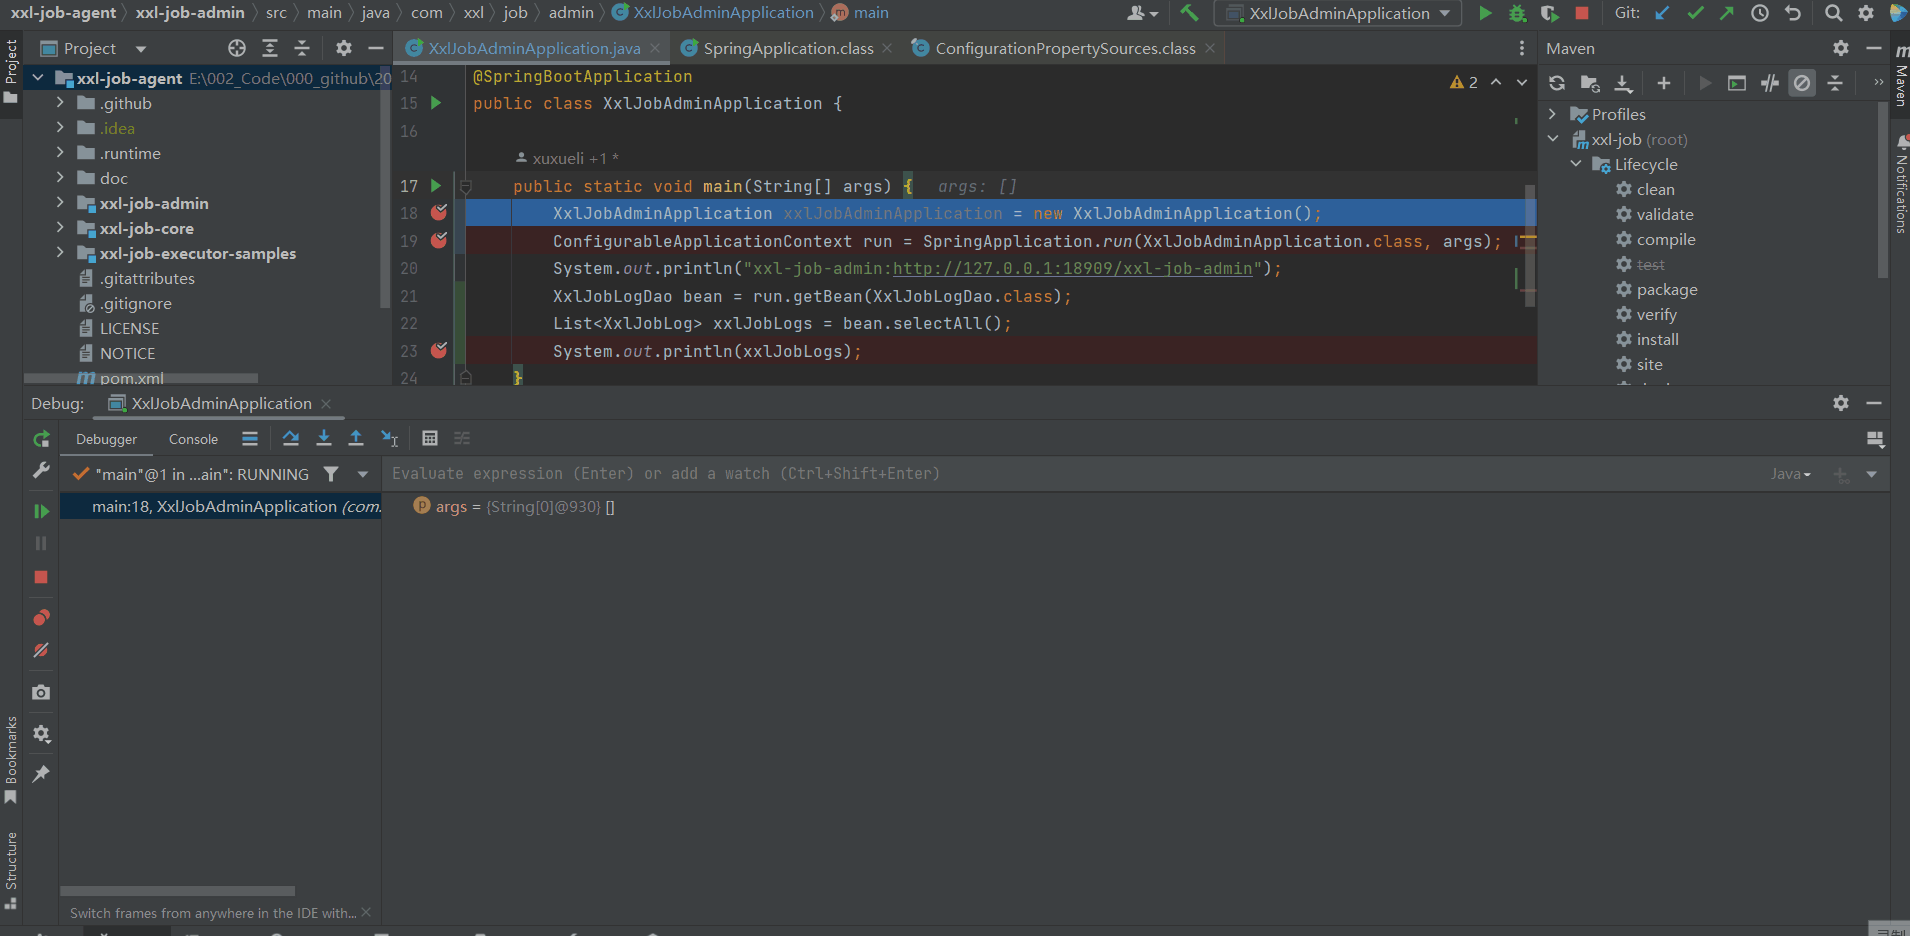 xxl-job-agent xxl-job-admin src main java com xxl job admin XxlJobAdminApplication main
XxlJobAdminApplication Git:
Project
XxlJobAdminApplication.java SpringApplication.class ConfigurationPropertySources.class
Maven
Project
xxl-job-agent E:\002_Code\000_github\20
.github
.idea
.runtime
doc
xxl-job-admin
xxl-job-core
xxl-job-executor-samples
.gitattributes
.gitignore
LICENSE
NOTICE
pom.xml
2
14 @SpringBootApplication
15 public class XxlJobAdminApplication {
16
xuxueli +1 *
17 public static void main(String[] args) { args: []
18 XxlJobAdminApplication xxlJobAdminApplication = new XxlJobAdminApplication();
19 ConfigurableApplicationContext run = SpringApplication.run(XxlJobAdminApplication.class, args);
20 System.out.println("xxl-job-admin:http://127.0.0.1:18909/xxl-job-admin");
21 XxlJobLogDao bean = run.getBean(XxlJobLogDao.class);
22 List<XxlJobLog> xxlJobLogs = bean.selectAll();
23 System.out.println(xxlJobLogs);
24 }
Profiles
xxl-job (root)
Lifecycle
clean
validate
compile
test
package
verify
install
site
Maven
Notifications
Debug: XxlJobAdminApplication
Debugger Console
"main"@1 in ...ain": RUNNING
Evaluate expression (Enter) or add a watch (Ctrl+Shift+Enter)
Java
main:18, XxlJobAdminApplication (com.
args = {String[0]@930} []
Bookmarks
Structure
Switch frames from anywhere in the IDE with...